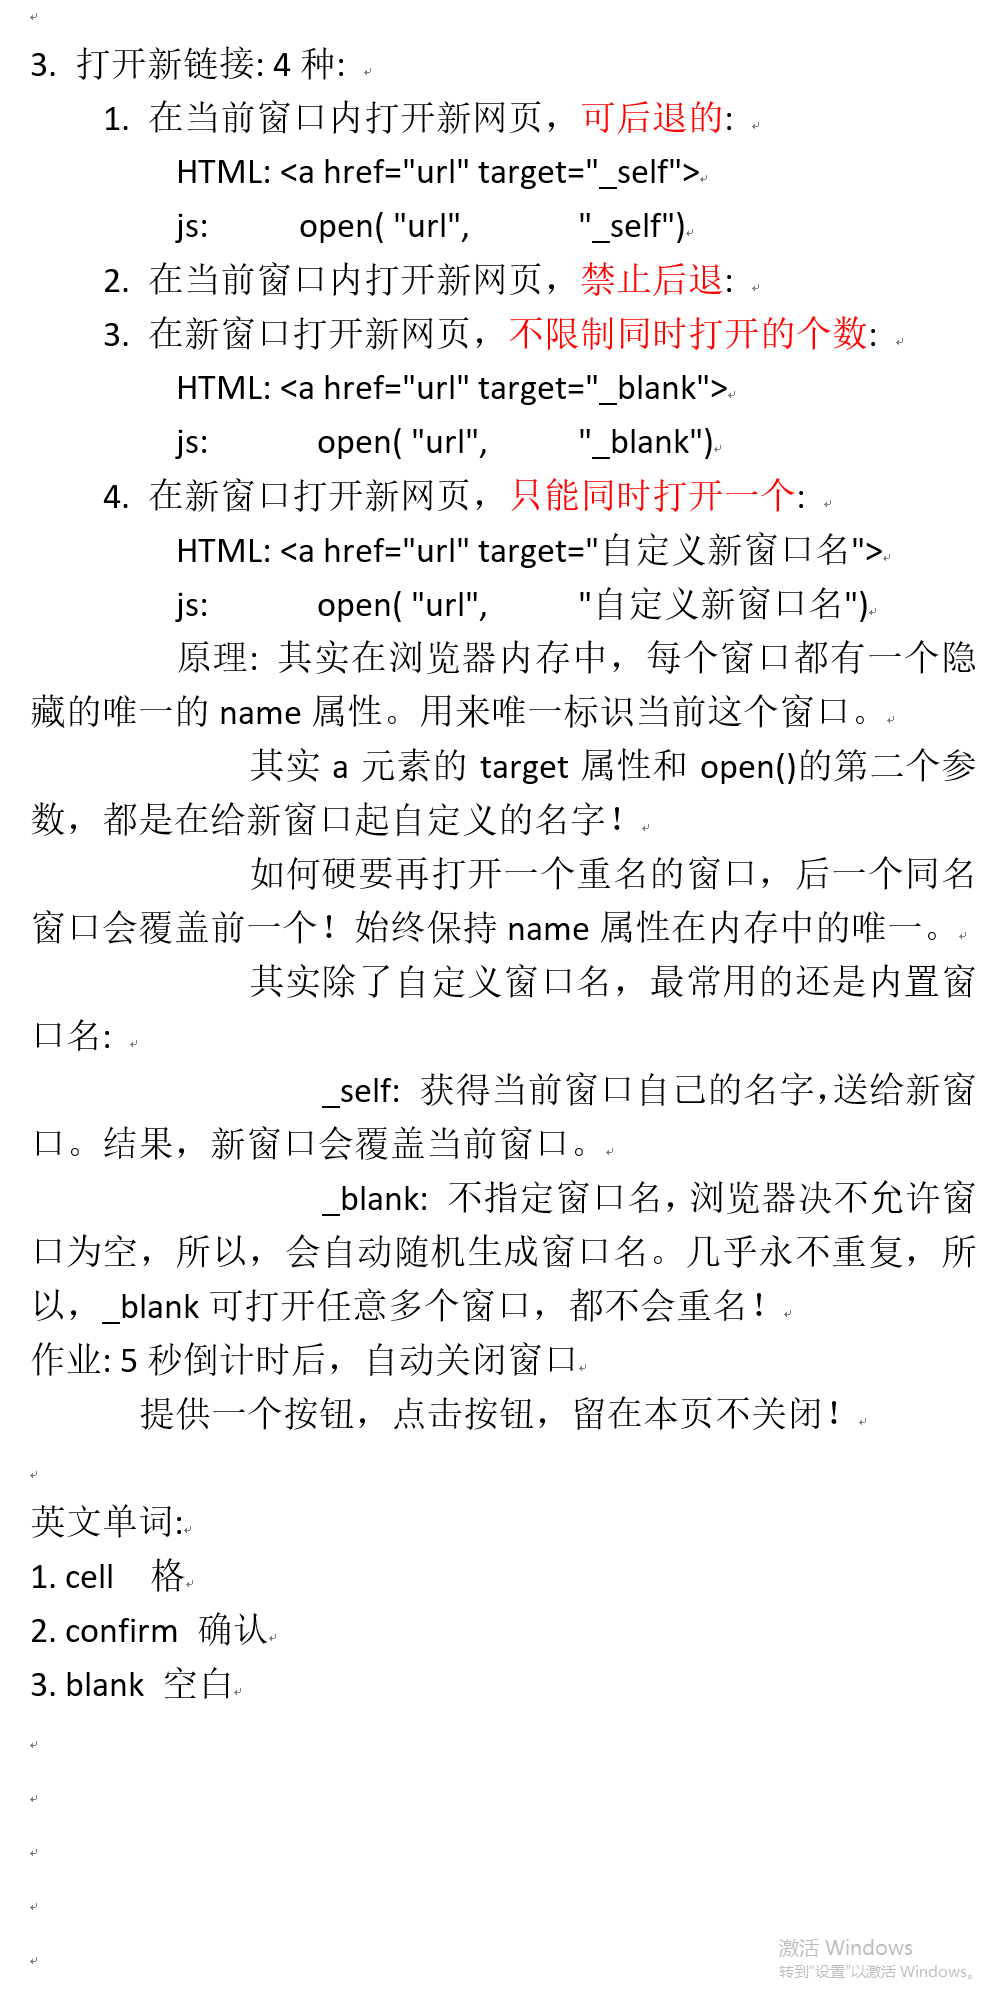 3. 打开新链接: 4 种:
1. 在当前窗口内打开新网页，可后退的:
HTML: <a href="url" target="_self">
js: open( "url", "_self")
2. 在当前窗口内打开新网页，禁止后退:
3. 在新窗口打开新网页，不限制同时打开的个数:
HTML: <a href="url" target="_blank">
js: open( "url", "_blank")
4. 在新窗口打开新网页，只能同时打开一个:
HTML: <a href="url" target="自定义新窗口名">
js: open( "url", "自定义新窗口名")
原理: 其实在浏览器内存中，每个窗口都有一个隐
藏的唯一的 name 属性。用来唯一标识当前这个窗口。
其实 a 元素的 target 属性和 open()的第二个参
数，都是在给新窗口起自定义的名字！
如何硬要再打开一个重名的窗口，后一个同名
窗口会覆盖前一个！始终保持 name 属性在内存中的唯一。
其实除了自定义窗口名，最常用的还是内置窗
口名:
_self: 获得当前窗口自己的名字，送给新窗
口。结果，新窗口会覆盖当前窗口。
_blank: 不指定窗口名，浏览器决不允许窗
口为空，所以，会自动随机生成窗口名。几乎永不重复，所
以，_blank 可打开任意多个窗口，都不会重名！
作业: 5 秒倒计时后，自动关闭窗口
提供一个按钮，点击按钮，留在本页不关闭！
英文单词:
1. cell 格
2. confirm 确认
3. blank 空白
激活 Windows
转到"设置"以激活 Windows。